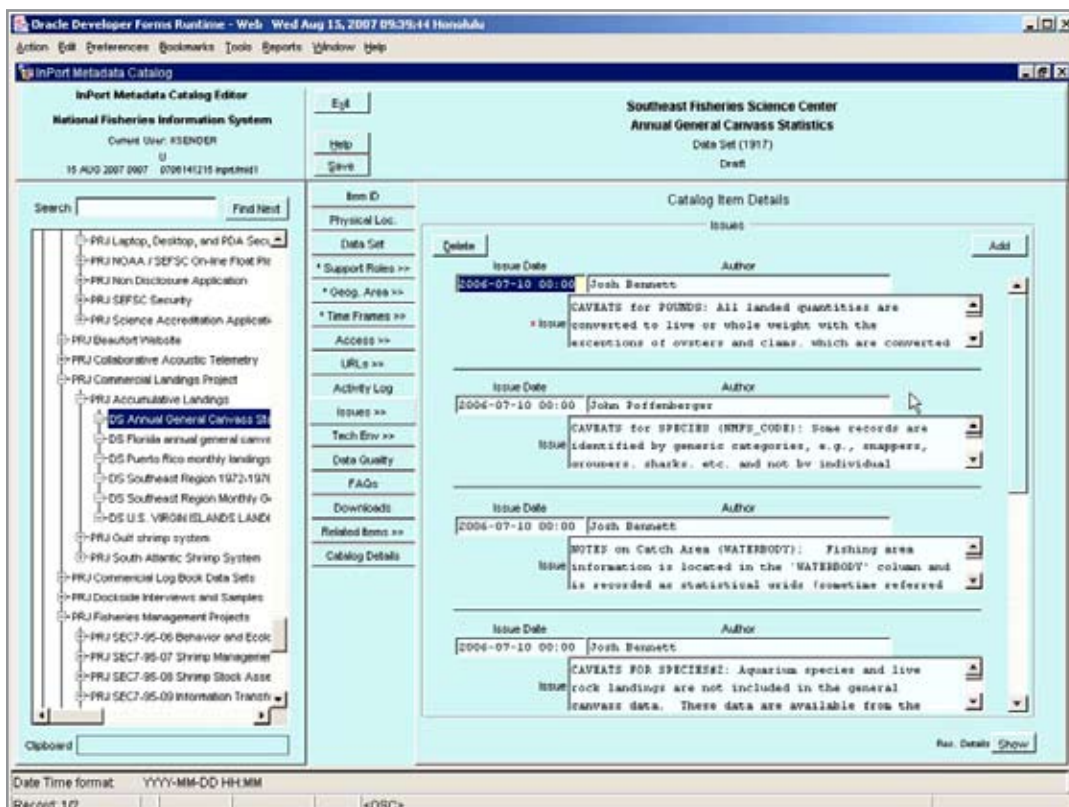 Oracle Developer Forms Runtime - Web Wed Aug 15, 2007 09:39:44 Honolulu
Action Edit Preferences Bookmarks Tools Reports Window Help
InPort Metadata Catalog
InPort Metadata Catalog Editor
National Fisheries Information System
Current User: KSENDER
U
15 AUG 2007 0907
Exit
Help
Save
Southeast Fisheries Science Center
Annual General Canvass Statistics
Data Set (1917)
Draft
Search
Find Next
PRJ Laptop, Desktop, and PDA Secu
PRJ NOAA / SEFSC On-line Float Pla
PRJ Non Disclosure Application
PRJ SEFSC Security
PRJ Science Accreditation Applicati
PRJ Beaufort Website
PRJ Collaborative Acoustic Telemetry
PRJ Commercial Landings Project
PRJ Accumulative Landings
DS Annual General Canvass Sta
DS Florida annual general canva
DS Puerto Rico monthly landings
DS Southeast Region 1972-1976
DS Southeast Region Monthly G
DS U.S. VIRGIN ISLANDS LANDI
PRJ Gulf shrimp system
PRJ South Atlantic Shrimp System
PRJ Commercial Log Book Data Sets
PRJ Dockside Interviews and Samples
PRJ Fisheries Management Projects
PRJ SEC7-95-06 Behavior and Ecolc
PRJ SEC7-95-07 Shrimp Managemen
PRJ SEC7-95-08 Shrimp Stock Asse
PRJ SEC7-95-09 Information Transfe
Clipboard
Item ID
Physical Loc.
Data Set
* Support Roles >>
* Geog. Area >>
* Time Frames >>
Access >>
URLs >>
Activity Log
Issues >>
Tech Env >>
Data Quality
FAQs
Downloads
Related Items >>
Catalog Details
Catalog Item Details
Issues
Delete
Add
Issue Date Author
2006-07-10 00:00 Josh Bennett
* Issue
CAVEATS for POUNDS: All landed quantities are
converted to live or whole weight with the
exceptions of oysters and clams, which are converted
Issue Date Author
2006-07-10 00:00 John Poffenberger
Issue
CAVEATS for SPECIES (NMFS_CODE): Some records are
identified by generic categories, e.g., snappers,
groupers, sharks, etc. and not by individual
Issue Date Author
2006-07-10 00:00 Josh Bennett
Issue
NOTES on Catch Area (WATERBODY): Fishing area
information is located in the 'WATERBODY' column and
is recorded as statistical grids (sometime referred
Issue Date Author
2006-07-10 00:00 Josh Bennett
Issue
CAVEATS FOR SPECIES#2: Aquarium species and live
rock landings are not included in the general
canvass data. These data are available from the
Rec. Details Show
Date Time format YYYY-MM-DD HH:MM
Record: 1/7
<OSC>